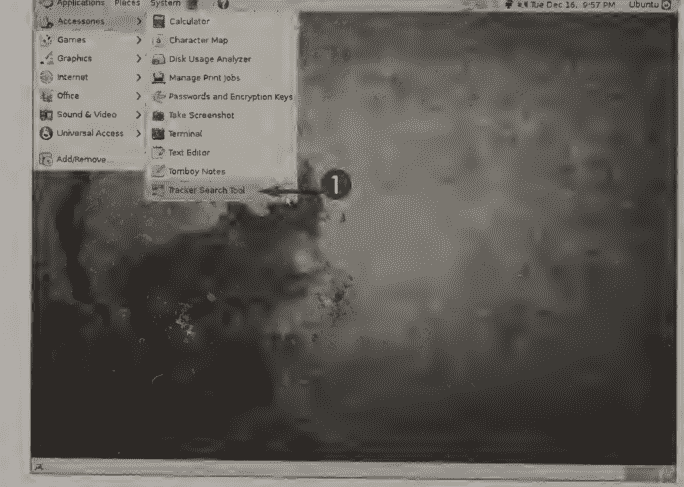 Applications Places System Tue Dec 16, 9:57 PM Ubuntu
Accessories
Games
Graphics
Internet
Office
Sound & Video
Universal Access
Add/Remove...
Calculator
Character Map
Disk Usage Analyzer
Manage Print Jobs
Passwords and Encryption Keys
Take Screenshot
Terminal
Text Editor
Tomboy Notes
Tracker Search Tool
1